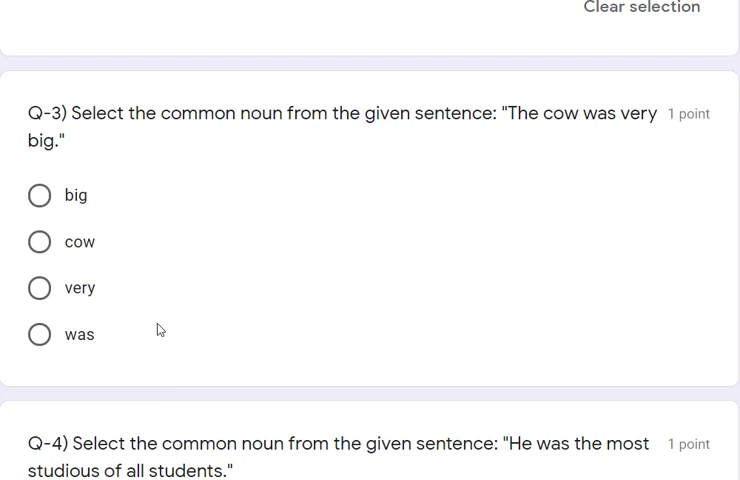 Clear selection
Q-3) Select the common noun from the given sentence: "The cow was very 1 point
big."
big
cow
very
was
Q-4) Select the common noun from the given sentence: "He was the most 1 point
studious of all students."